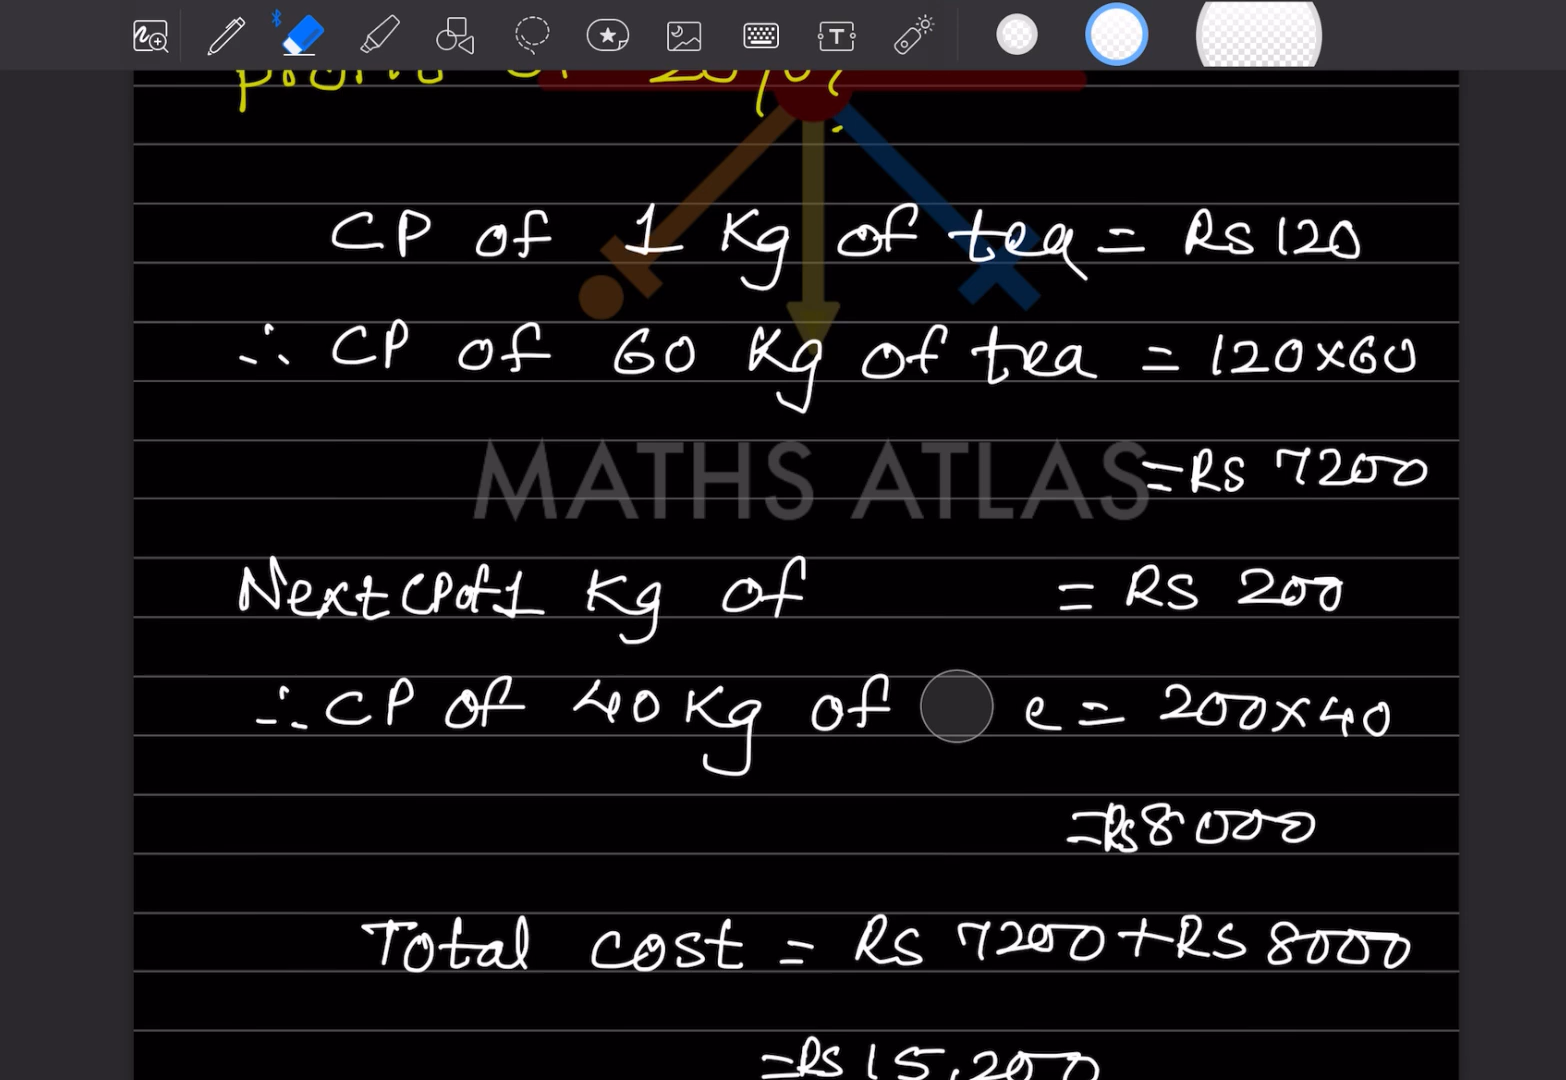 CP of 1 Kg of tea = Rs 120
∴ CP of 60 Kg of tea = 120×60
MATHS ATLAS
=Rs 7200
Next CP of 1 Kg of = Rs 200
∴ CP of 40 Kg of e = 200×40
=Rs 8000
Total cost = Rs 7200+Rs 8000
=Rs 15,200